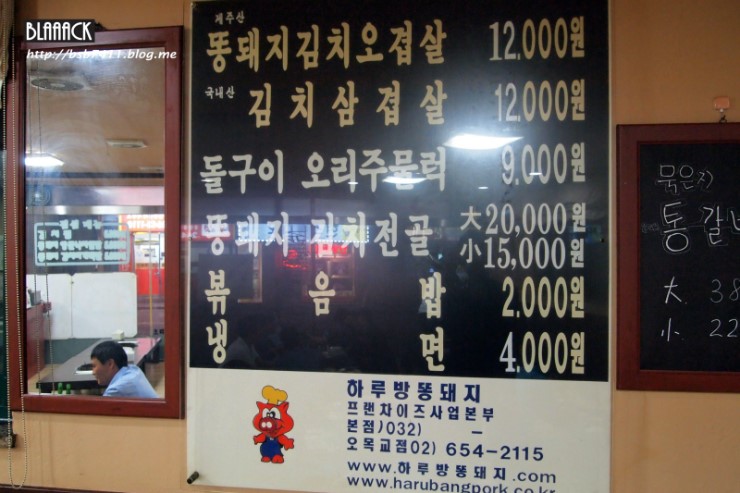 BLAAACK
http://bsb7411.blog.me
제주산
똥돼지김치오겹살 12,000원
국내산
김치삼겹살 12,000원
돌구이 오리주물럭 9,000원
똥돼지 김치전골 大 20,000원
小 15,000원
볶음밥 2,000원
냉면 4,000원
하루방똥돼지
프랜차이즈사업본부
본점)032) –
오목교점02) 654-2115
www.하루방똥돼지.com
www.harubangpork.co.kr
묵은지
통갈비
大. 38
小. 22